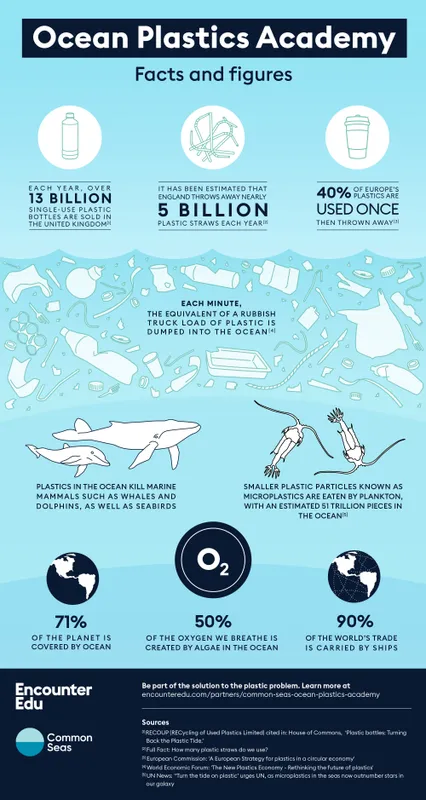 Ocean Plastics Academy
Facts and figures
EACH YEAR, OVER
13 BILLION
SINGLE-USE PLASTIC
BOTTLES ARE SOLD IN
THE UNITED KINGDOM[1]
IT HAS BEEN ESTIMATED THAT
ENGLAND THROWS AWAY NEARLY
5 BILLION
PLASTIC STRAWS EACH YEAR[2]
40% OF EUROPE'S
PLASTICS ARE
USED ONCE
THEN THROWN AWAY[3]
EACH MINUTE,
THE EQUIVALENT OF A RUBBISH
TRUCK LOAD OF PLASTIC IS
DUMPED INTO THE OCEAN[4]
PLASTICS IN THE OCEAN KILL MARINE
MAMMALS SUCH AS WHALES AND
DOLPHINS, AS WELL AS SEABIRDS
SMALLER PLASTIC PARTICLES KNOWN AS
MICROPLASTICS ARE EATEN BY PLANKTON,
WITH AN ESTIMATED 51 TRILLION PIECES IN
THE OCEAN[5]
O2
71%
OF THE PLANET IS
COVERED BY OCEAN
50%
OF THE OXYGEN WE BREATHE IS
CREATED BY ALGAE IN THE OCEAN
90%
OF THE WORLD'S TRADE
IS CARRIED BY SHIPS
Encounter
Edu
Common
Seas
Be part of the solution to the plastic problem. Learn more at
encounteredu.com/partners/common-seas-ocean-plastics-academy
Sources
[1] RECOUP (RECycling of Used Plastics Limited) cited in: House of Commons, 'Plastic bottles: Turning
Back the Plastic Tide.'
[2] Full Fact: How many plastic straws do we use?
[3] European Commission: 'A European Strategy for plastics in a circular economy'
[4] World Economic Forum: The New Plastics Economy - Rethinking the future of plastics'
[5] UN News: "Turn the tide on plastic' urges UN, as microplastics in the seas now outnumber stars in
our galaxy